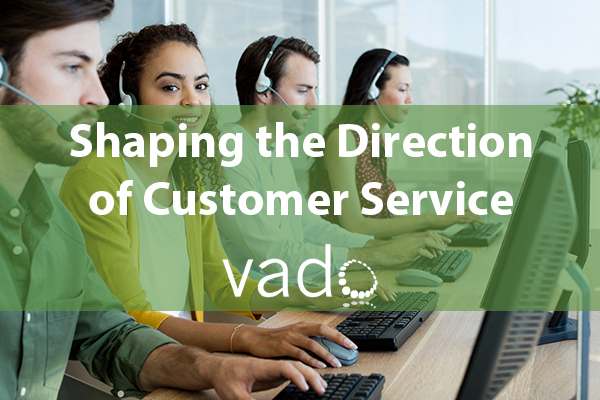 Shaping the Direction
of Customer Service
vado